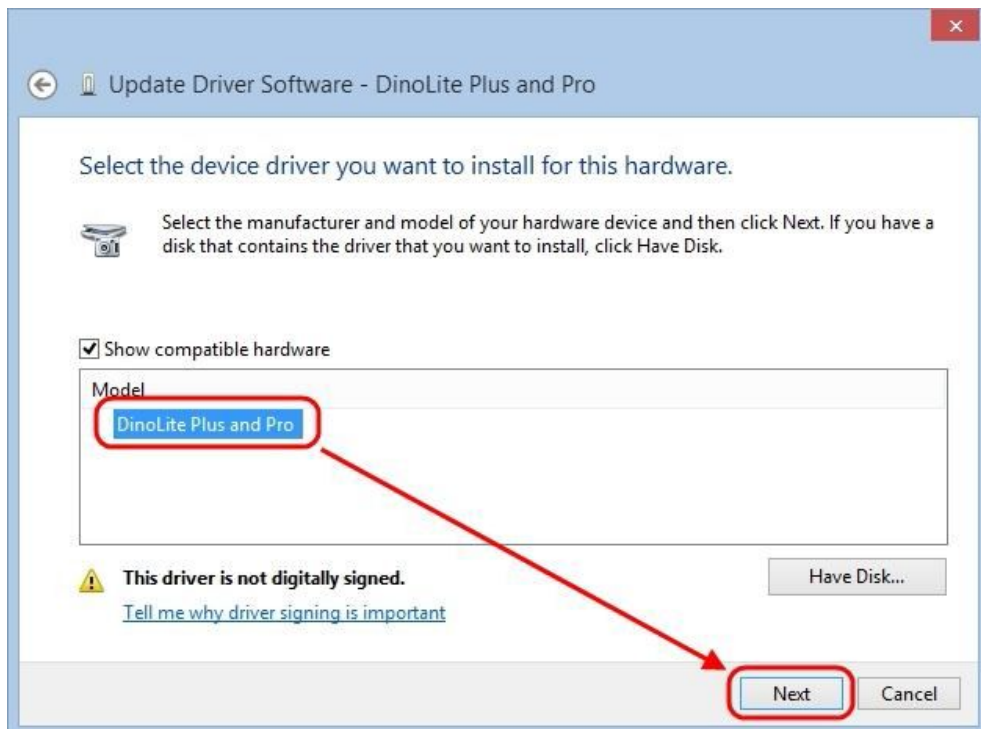 Update Driver Software - DinoLite Plus and Pro
Select the device driver you want to install for this hardware.
Select the manufacturer and model of your hardware device and then click Next. If you have a
disk that contains the driver that you want to install, click Have Disk.
Show compatible hardware
Model
DinoLite Plus and Pro
This driver is not digitally signed.
Have Disk...
Tell me why driver signing is important
Next
Cancel